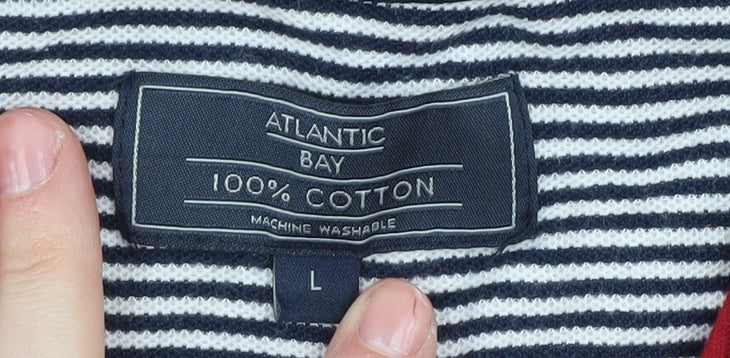 ATLANTIC
BAY
100% COTTON
MACHINE WASHABLE
L